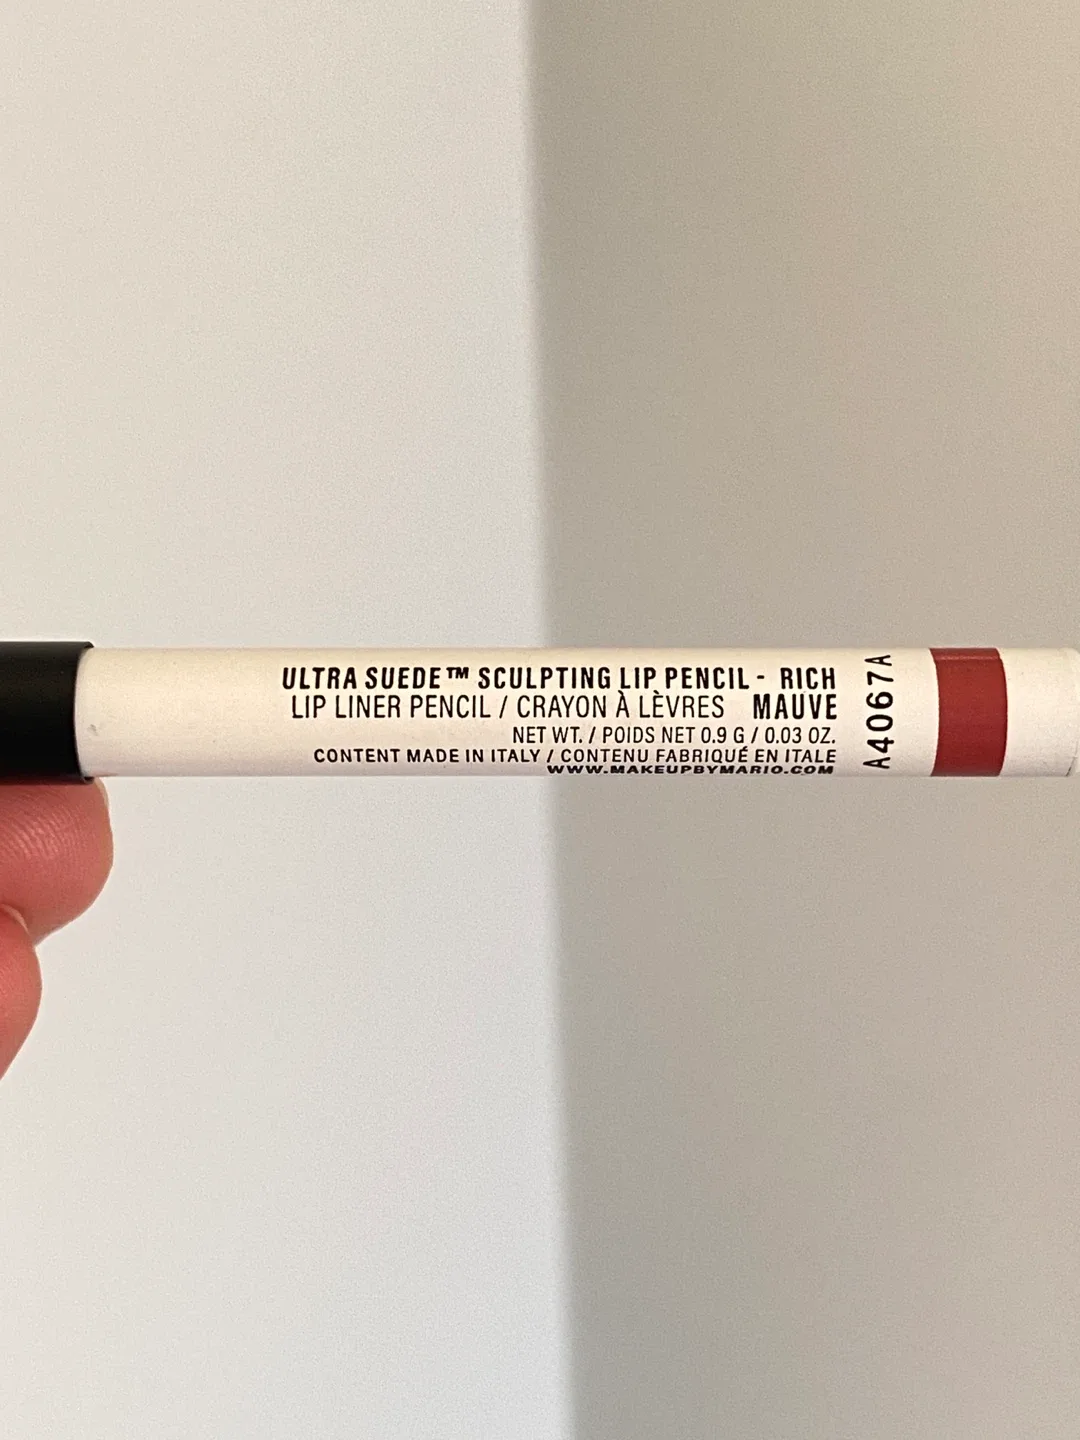 ULTRA SUEDE™ SCULPTING LIP PENCIL - RICH
LIP LINER PENCIL / CRAYON À LÈVRES MAUVE
NET WT. / POIDS NET 0.9 G / 0.03 OZ.
CONTENT MADE IN ITALY / CONTENU FABRIQUÉ EN ITALE
WWW.MAKEUPBYMARIO.COM
A4067A